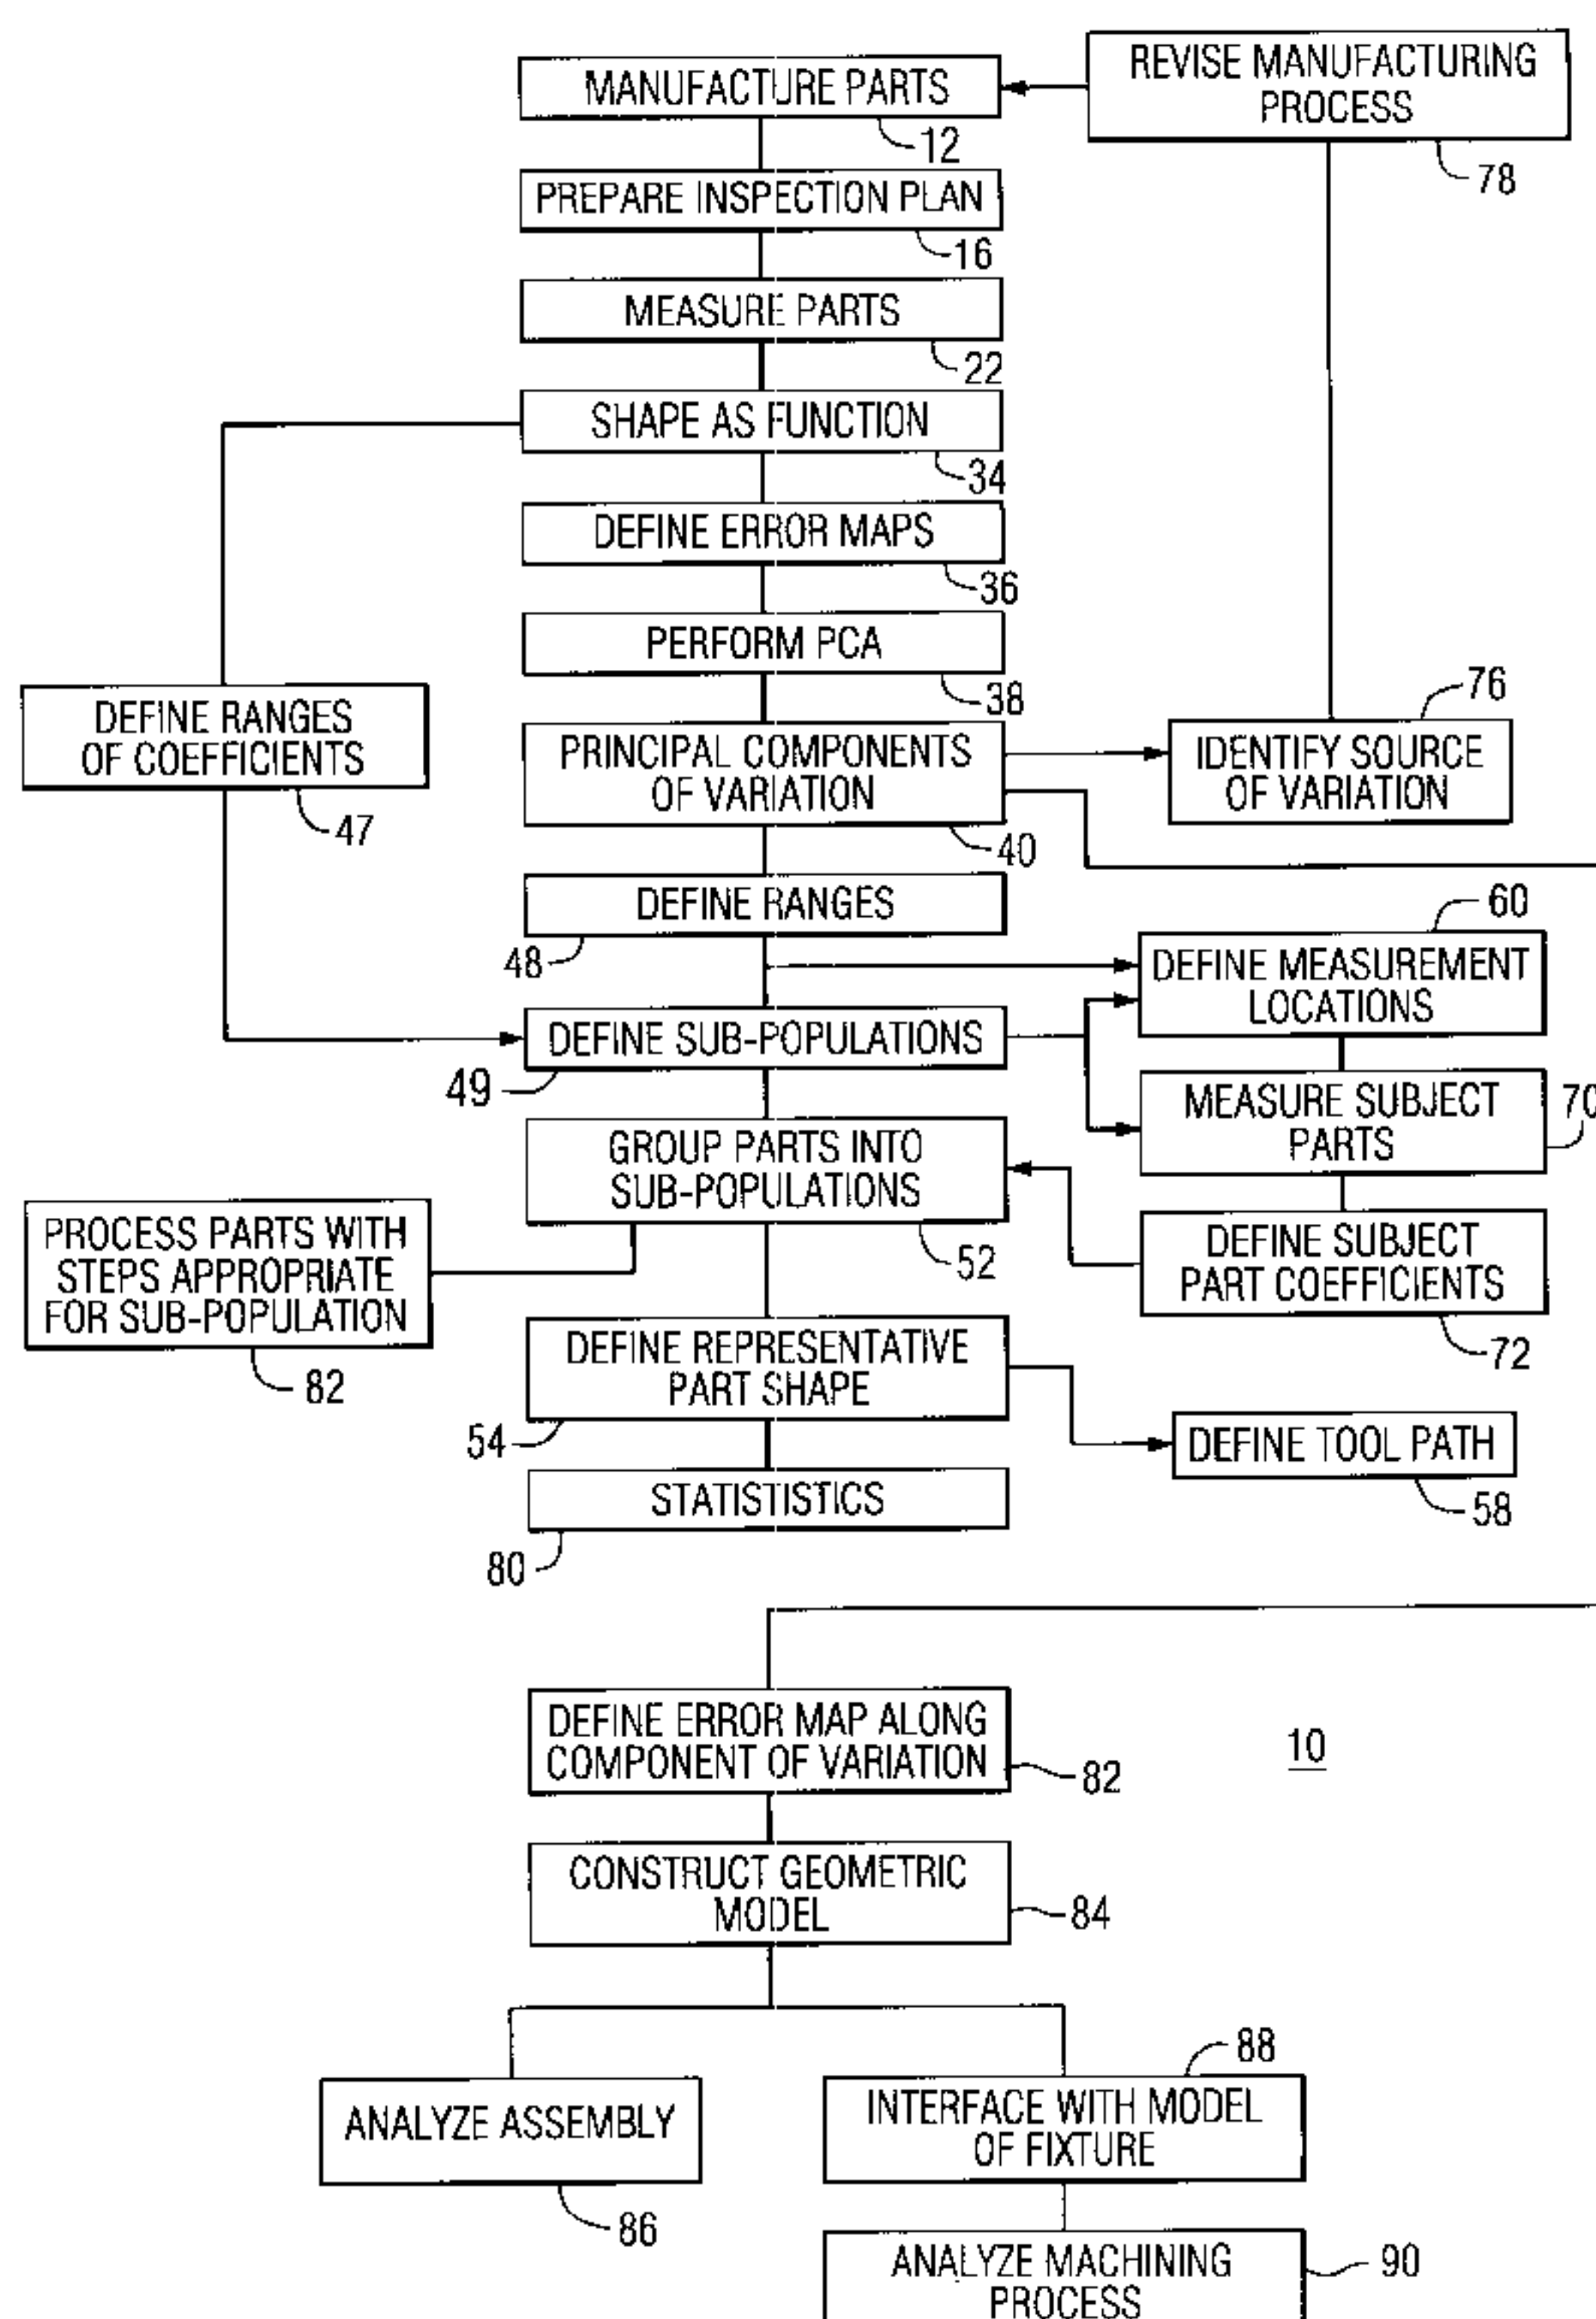 MANUFACTURE PARTS
12
REVISE MANUFACTURING
PROCESS
78
PREPARE INSPECTION PLAN
16
MEASURE PARTS
22
SHAPE AS FUNCTION
34
DEFINE ERROR MAPS
36
PERFORM PCA
38
DEFINE RANGES
OF COEFFICIENTS
47
PRINCIPAL COMPONENTS
OF VARIATION
40
76
IDENTIFY SOURCE
OF VARIATION
DEFINE RANGES
48
60
DEFINE MEASUREMENT
LOCATIONS
DEFINE SUB-POPULATIONS
49
MEASURE SUBJECT
PARTS
70
GROUP PARTS INTO
SUB-POPULATIONS
52
PROCESS PARTS WITH
STEPS APPROPRIATE
FOR SUB-POPULATION
82
DEFINE SUBJECT
PART COEFFICIENTS
72
DEFINE REPRESENTATIVE
PART SHAPE
54
DEFINE TOOL PATH
58
STATISTISTICS
80
DEFINE ERROR MAP ALONG
COMPONENT OF VARIATION
82
10
CONSTRUCT GEOMETRIC
MODEL
84
ANALYZE ASSEMBLY
86
88
INTERFACE WITH MODEL
OF FIXTURE
ANALYZE MACHINING
PROCESS
90